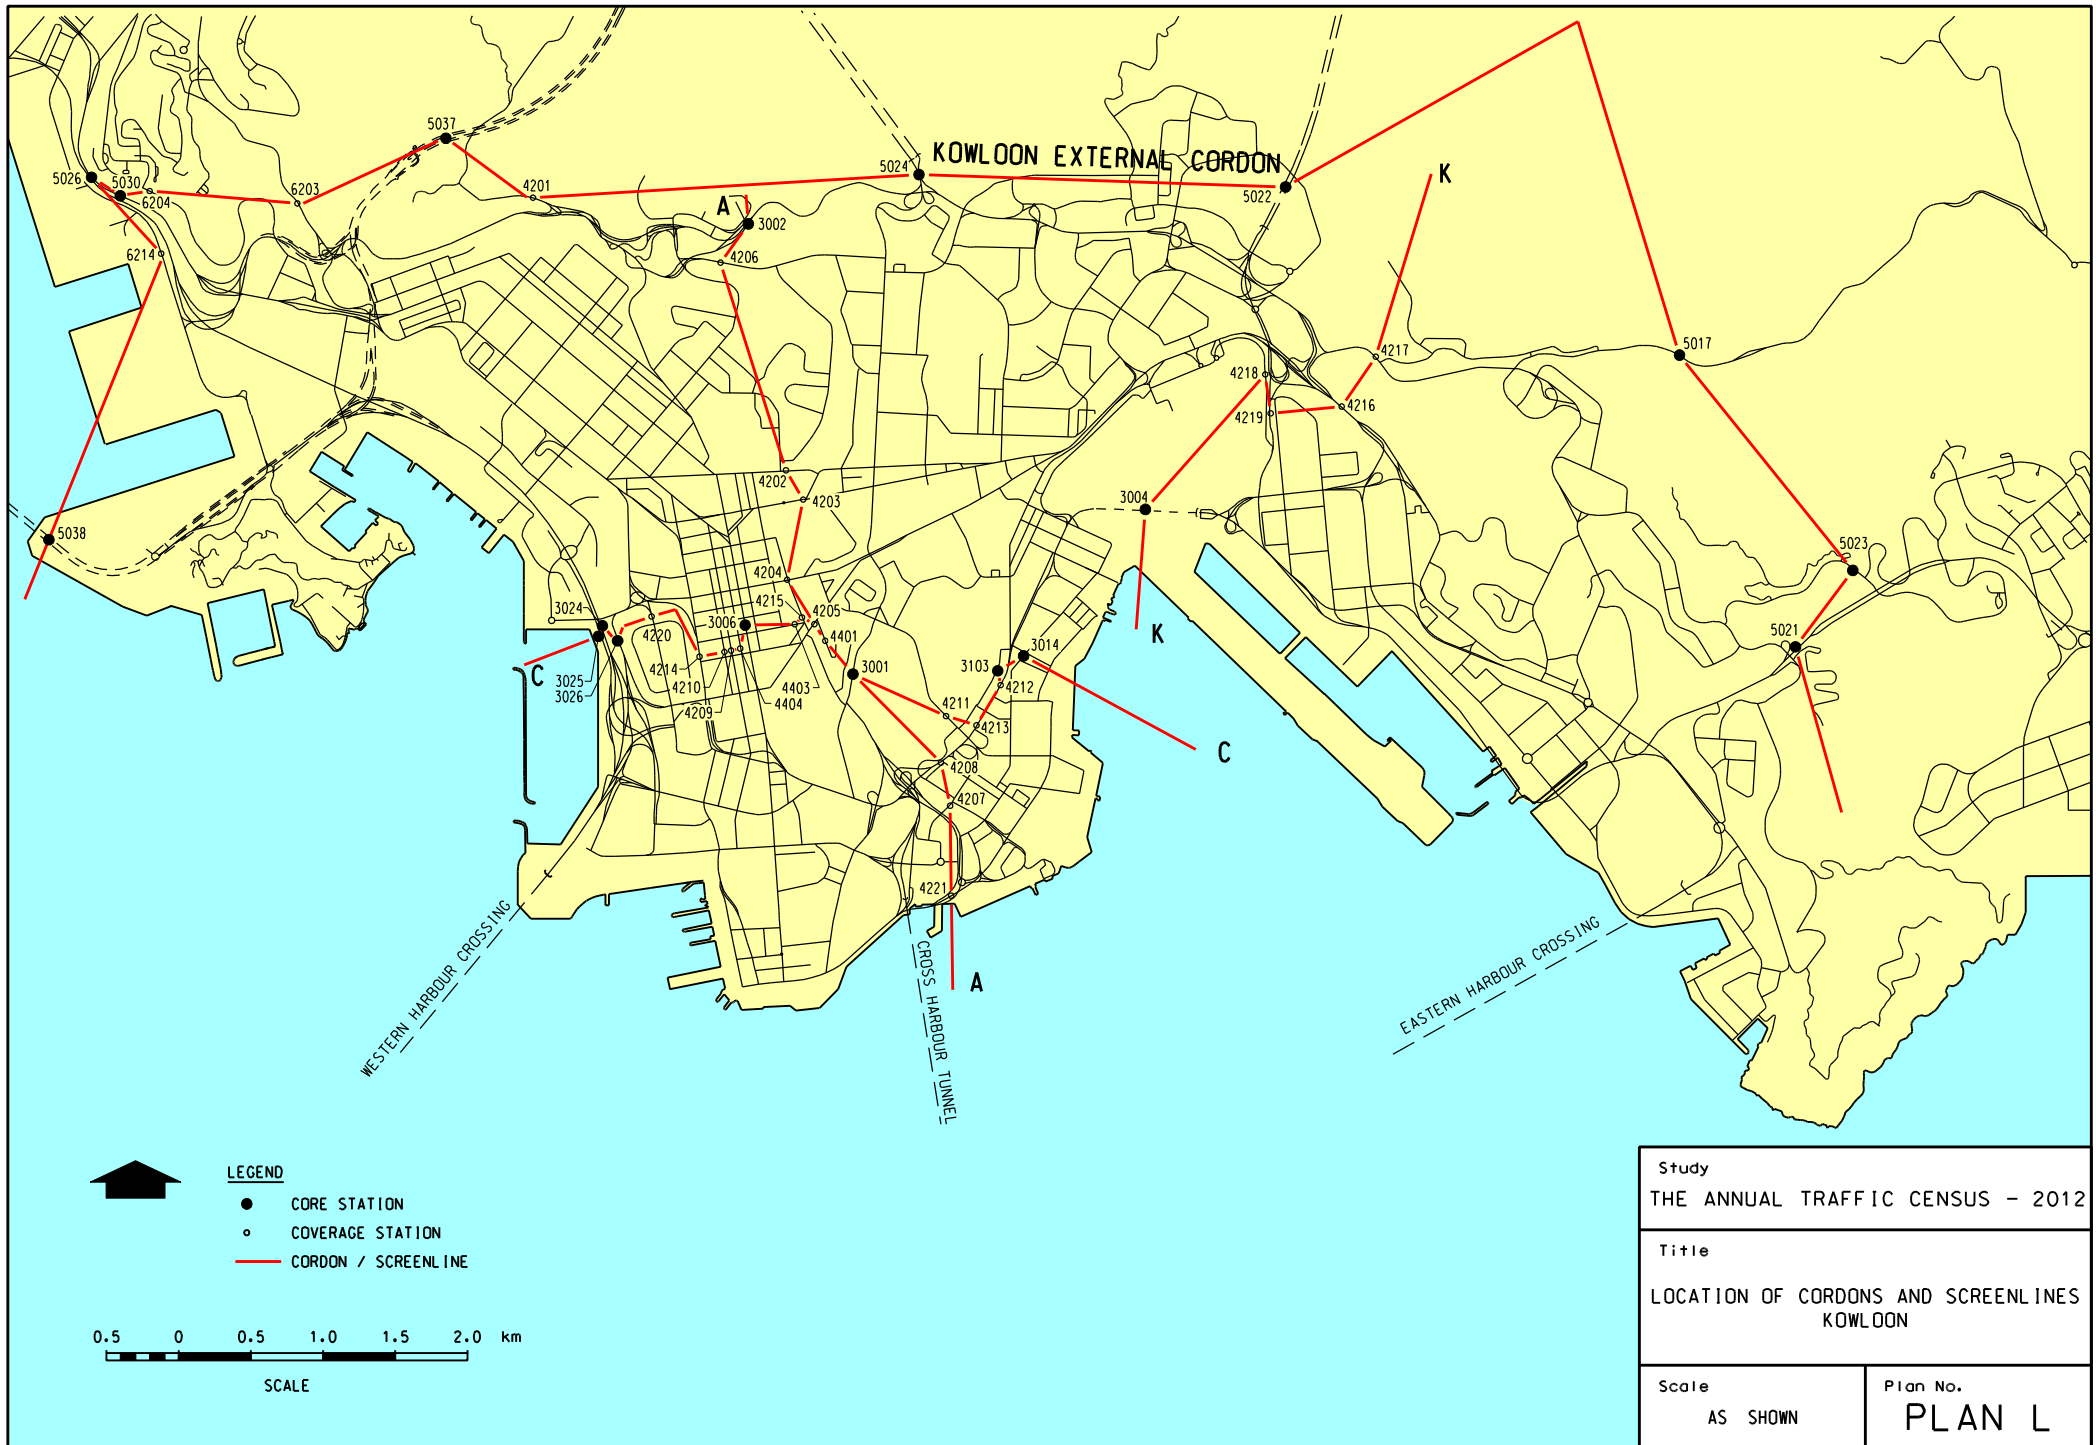 5037
KOWLOON EXTERNAL CORDON
5024
K
5026
5030
6204
6203
4201
5022
A
3002
6214
4206
5017
4217
4218
4216
4219
4202
4203
3004
5038
5023
4204
3024
4215
4205
3006
4220
4401
K
5021
3014
C
4214
3001
3103
3025
4210
4403
4212
3026
4404
4209
4211
4213
C
4208
4207
4221
WESTERN HARBOUR CROSSING
CROSS HARBOUR TUNNEL
EASTERN HARBOUR CROSSING
A
LEGEND
CORE STATION
COVERAGE STATION
CORDON / SCREENLINE
0.5 0 0.5 1.0 1.5 2.0 km
SCALE
Study
THE ANNUAL TRAFFIC CENSUS - 2012
Title
LOCATION OF CORDONS AND SCREENLINES
KOWLOON
Scale
AS SHOWN
Plan No.
PLAN L